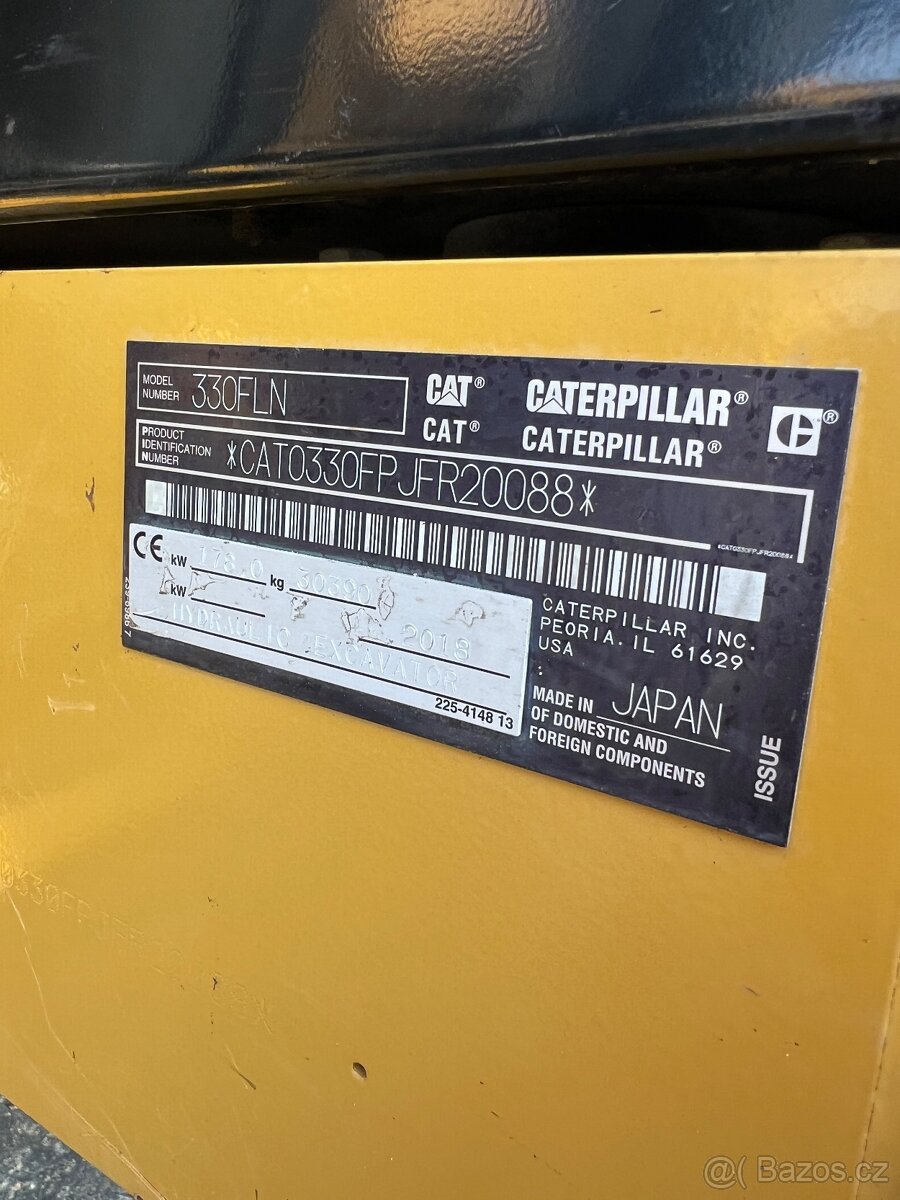 MODEL
NUMBER 330FLN
CAT® CATERPILLAR® ®
CAT® CATERPILLAR®
PRODUCT
IDENTIFICATION
NUMBER *CAT0330FPJFR20088*
*CAT0330FPJFR20088*
CE kW 178.0 kg 30390
kW 2018
HYDRAULIC EXCAVATOR
225-4148 13
CATERPILLAR INC.
PEORIA, IL 61629
USA
MADE IN JAPAN
OF DOMESTIC AND
FOREIGN COMPONENTS
ISSUE
@ Bazos.cz